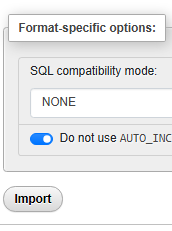 Format-specific options:
SQL compatibility mode:
NONE
Do not use AUTO_INC
Import